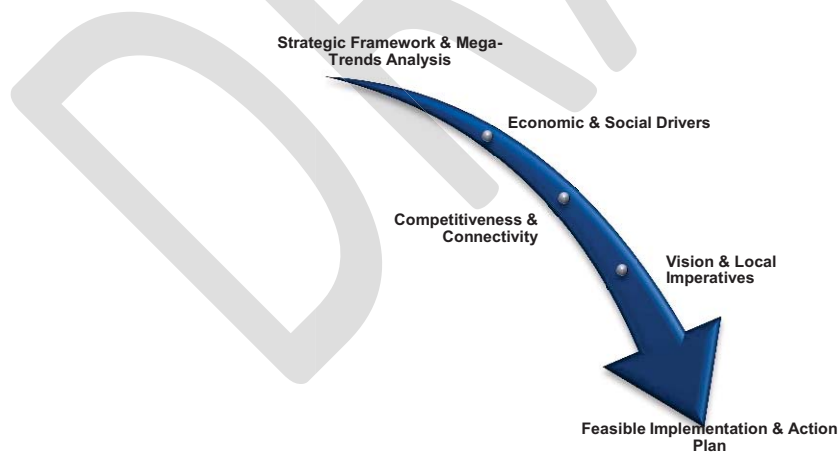 Strategic Framework & Mega-
Trends Analysis
Economic & Social Drivers
Competitiveness &
Connectivity
Vision & Local
Imperatives
Feasible Implementation & Action
Plan